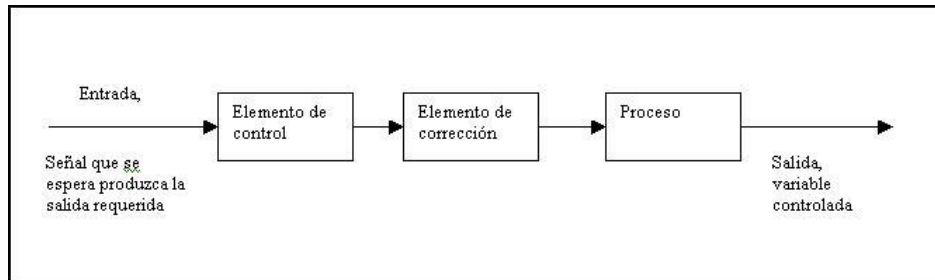 Entrada,
Señal que se
espera produzca la
salida requerida
Elemento de
control
Elemento de
corrección
Proceso
Salida,
variable
controlada